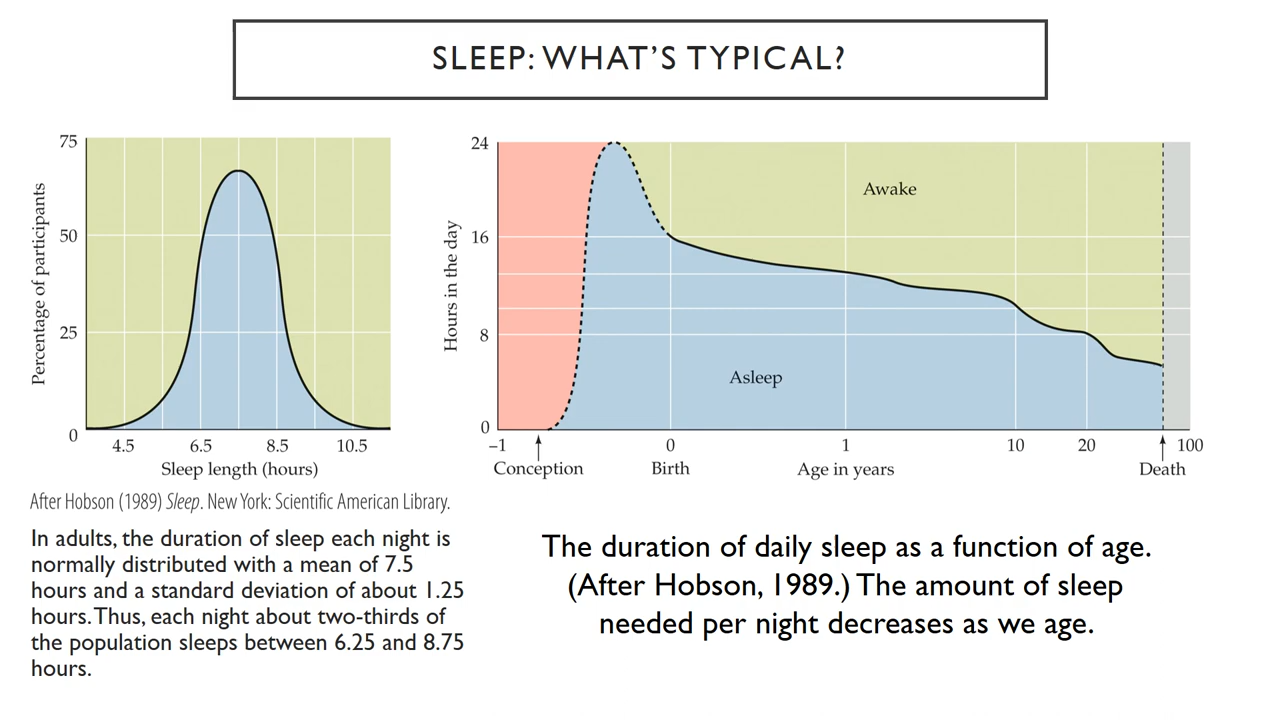 SLEEP: WHAT'S TYPICAL?
75
50
25
0
Percentage of participants
4.5 6.5 8.5 10.5
Sleep length (hours)
After Hobson (1989) Sleep. New York: Scientific American Library.
In adults, the duration of sleep each night is
normally distributed with a mean of 7.5
hours and a standard deviation of about 1.25
hours. Thus, each night about two-thirds of
the population sleeps between 6.25 and 8.75
hours.
24
16
8
0
Hours in the day
Awake
Asleep
−1 0 1 10 20 100
Conception Birth Age in years Death
The duration of daily sleep as a function of age.
(After Hobson, 1989.) The amount of sleep
needed per night decreases as we age.